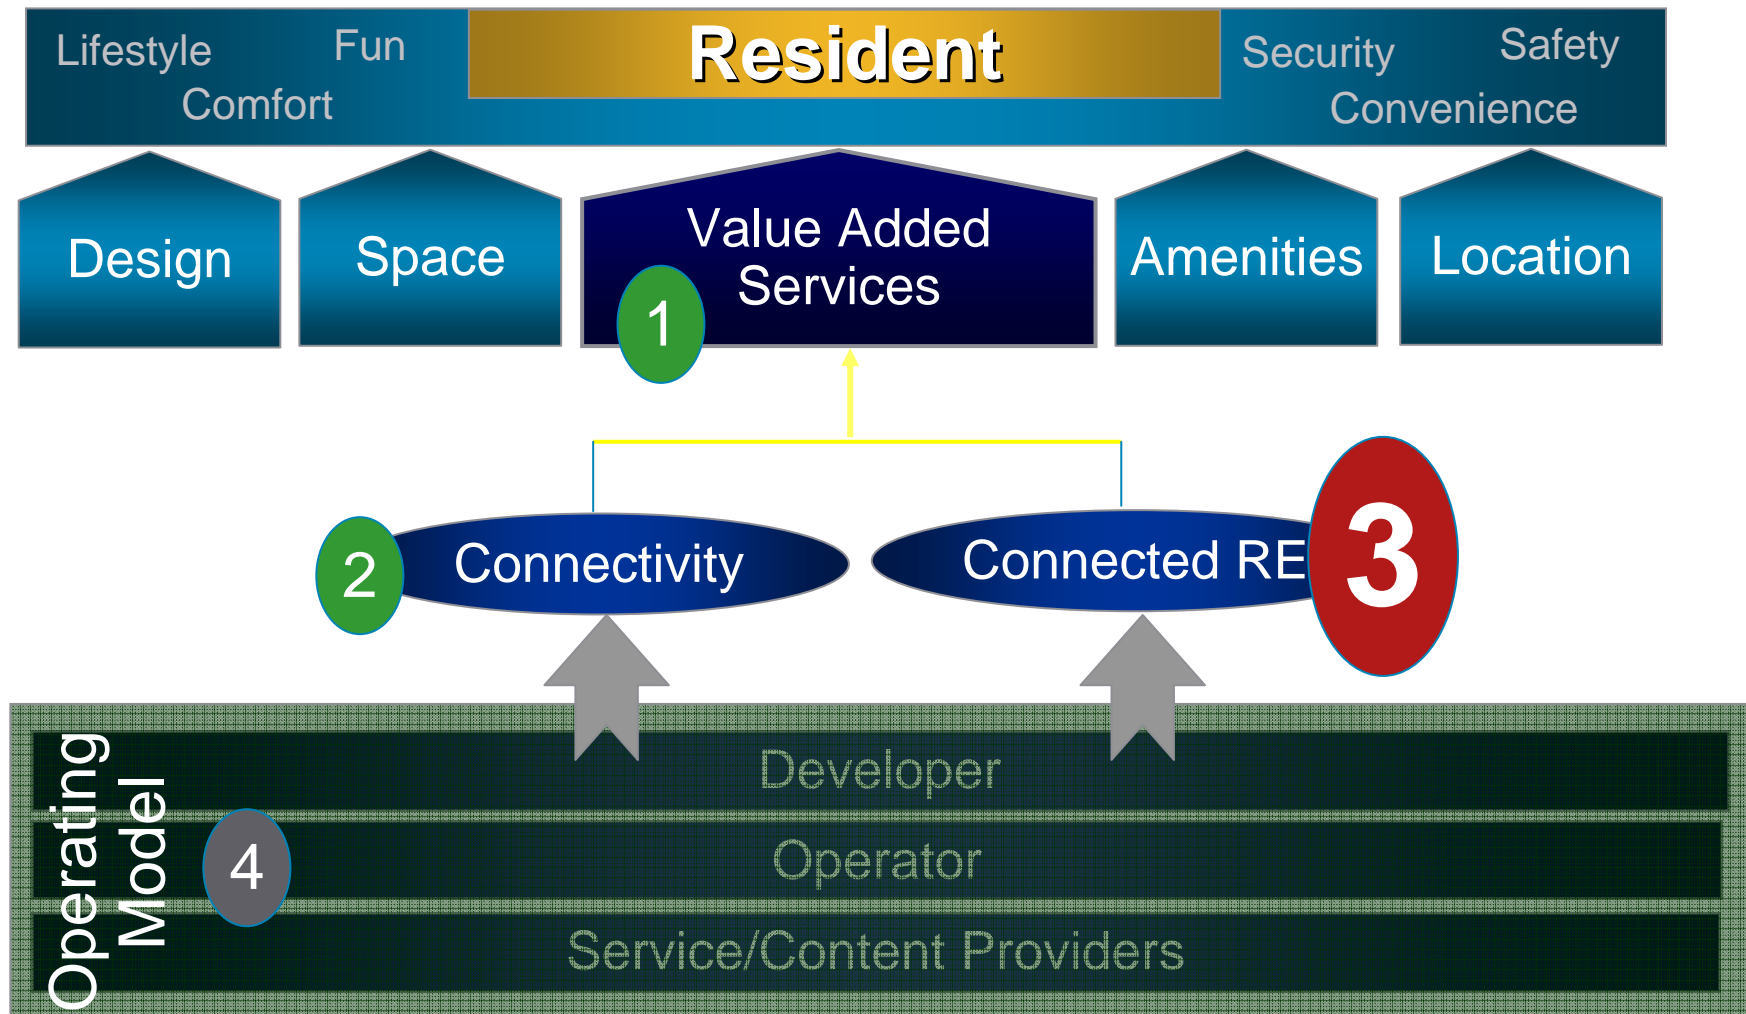 Resident
Lifestyle
Fun
Comfort
Security
Safety
Convenience
Design
Space
Value Added
Services
1
Amenities
Location
2
Connectivity
Connected RE
3
Operating
Model
4
Developer
Operator
Service/Content Providers